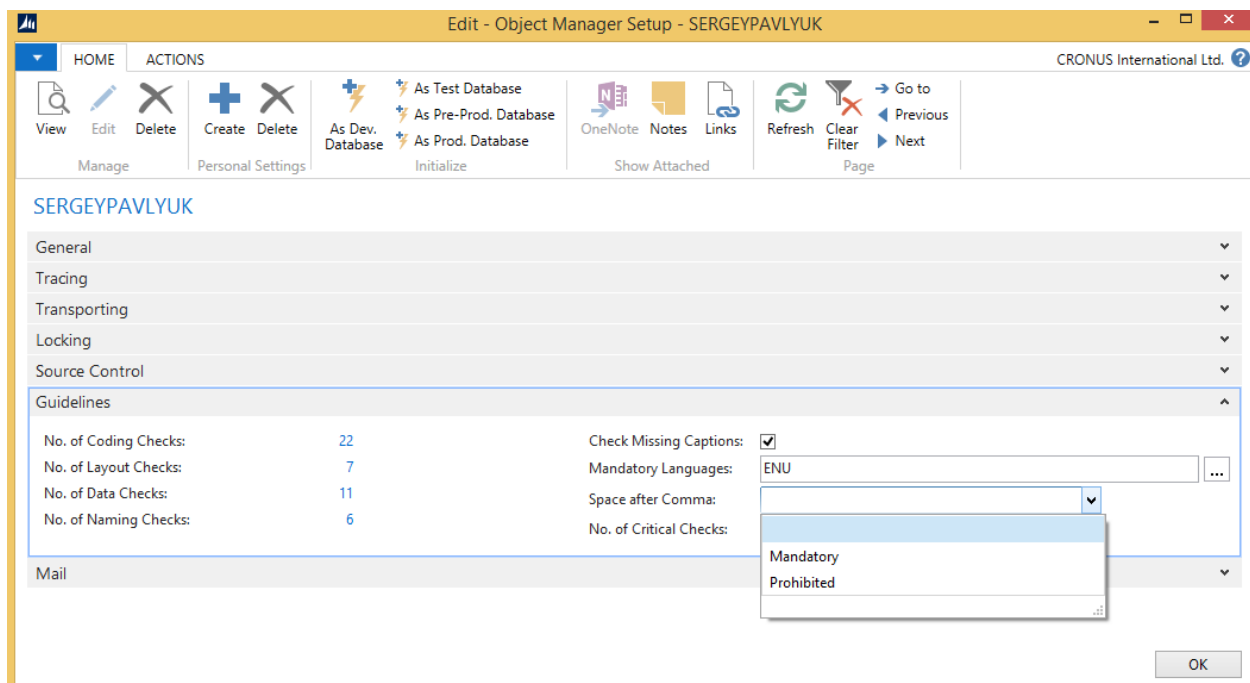 Edit - Object Manager Setup - SERGEYPAVLYUK
HOME ACTIONS CRONUS International Ltd.
View Edit Delete Create Delete As Dev. Database As Test Database OneNote Notes Links Refresh Clear Filter Go to
As Pre-Prod. Database Previous
As Prod. Database Next
Manage Personal Settings Initialize Show Attached Page
SERGEYPAVLYUK
General
Tracing
Transporting
Locking
Source Control
Guidelines
No. of Coding Checks: 22 Check Missing Captions:
No. of Layout Checks: 7 Mandatory Languages: ENU ...
No. of Data Checks: 11 Space after Comma:
No. of Naming Checks: 6 No. of Critical Checks:
Mandatory
Prohibited
Mail
OK